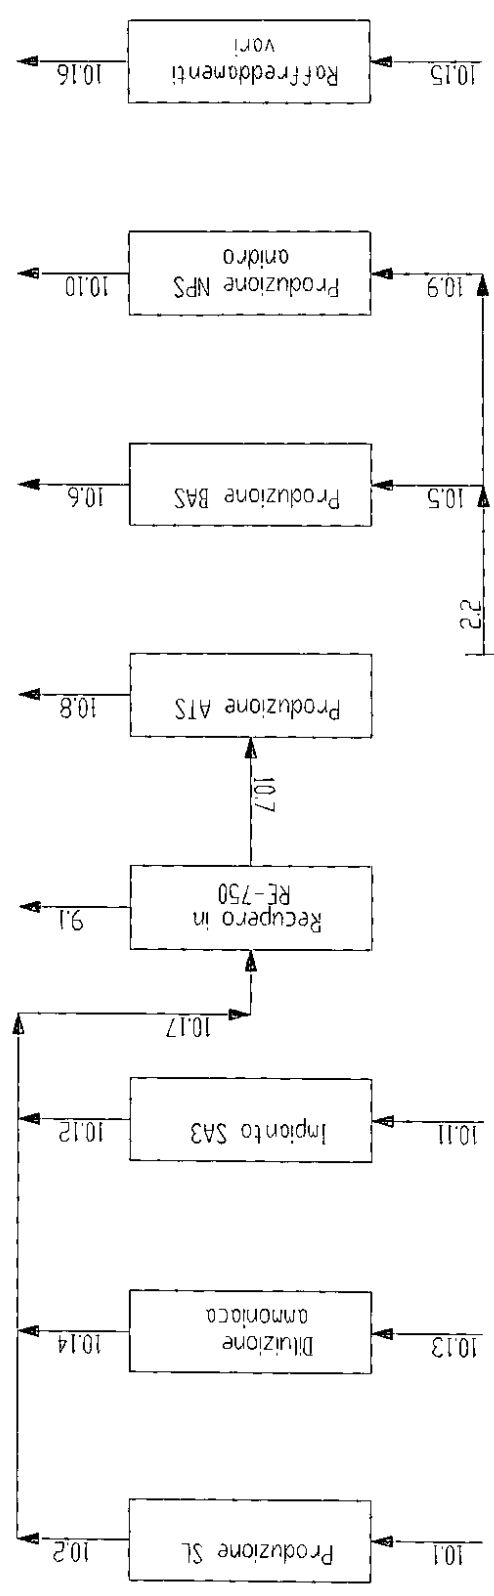 10.1
Produzione SL
10.2
10.13
Diluizione
ammoniaca
10.14
10.11
Impianto SA3
10.12
10.17
Recupero in
RE-750
9.1
10.7
Produzione ATS
10.8
2.2
10.5
Produzione BAS
10.6
10.9
Produzione NPS
anidro
10.10
10.15
Raffreddamenti
vari
10.16